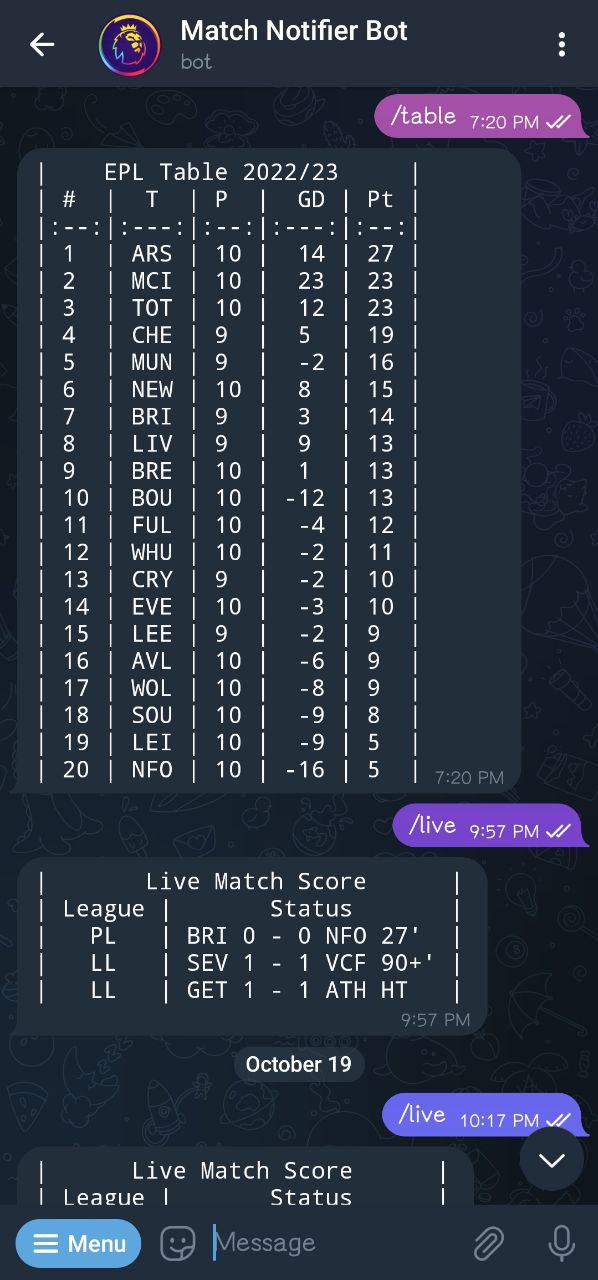 Match Notifier Bot
bot
/table 7:20 PM
| EPL Table 2022/23 |
| # | T | P | GD | Pt |
|:--:|:---:|:--:|:---:|:--:|
| 1 | ARS | 10 | 14 | 27 |
| 2 | MCI | 10 | 23 | 23 |
| 3 | TOT | 10 | 12 | 23 |
| 4 | CHE | 9 | 5 | 19 |
| 5 | MUN | 9 | -2 | 16 |
| 6 | NEW | 10 | 8 | 15 |
| 7 | BRI | 9 | 3 | 14 |
| 8 | LIV | 9 | 9 | 13 |
| 9 | BRE | 10 | 1 | 13 |
| 10 | BOU | 10 | -12 | 13 |
| 11 | FUL | 10 | -4 | 12 |
| 12 | WHU | 10 | -2 | 11 |
| 13 | CRY | 9 | -2 | 10 |
| 14 | EVE | 10 | -3 | 10 |
| 15 | LEE | 9 | -2 | 9 |
| 16 | AVL | 10 | -6 | 9 |
| 17 | WOL | 10 | -8 | 9 |
| 18 | SOU | 10 | -9 | 8 |
| 19 | LEI | 10 | -9 | 5 |
| 20 | NFO | 10 | -16 | 5 |
7:20 PM
/live 9:57 PM
| Live Match Score |
| League | Status |
| PL | BRI 0 - 0 NFO 27' |
| LL | SEV 1 - 1 VCF 90+' |
| LL | GET 1 - 1 ATH HT |
9:57 PM
October 19
/live 10:17 PM
| Live Match Score |
| League | Status |
Menu
Message